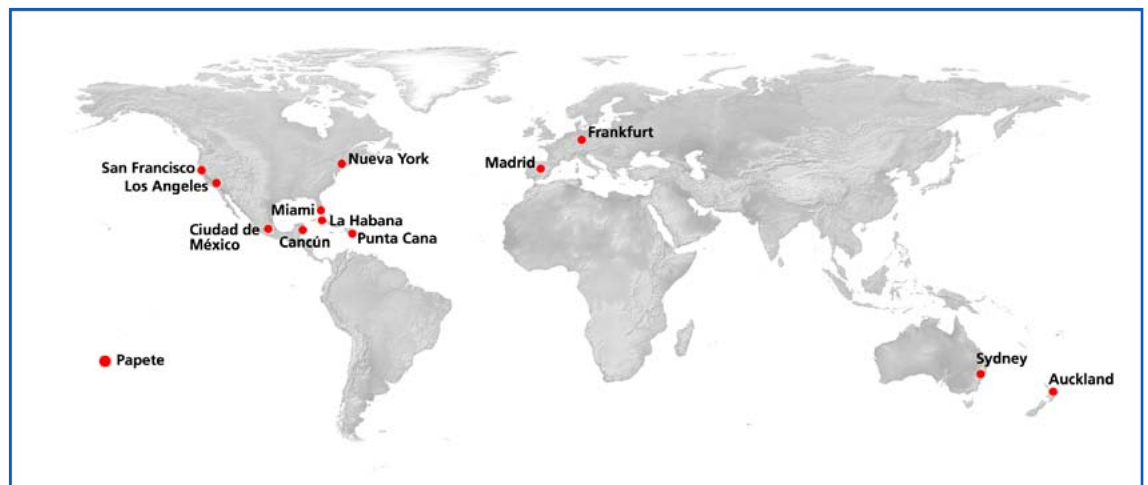 Frankfurt
Nueva York
Madrid
San Francisco
Los Angeles
Miami
La Habana
Ciudad de
México
Cancún
Punta Cana
Papete
Sydney
Auckland